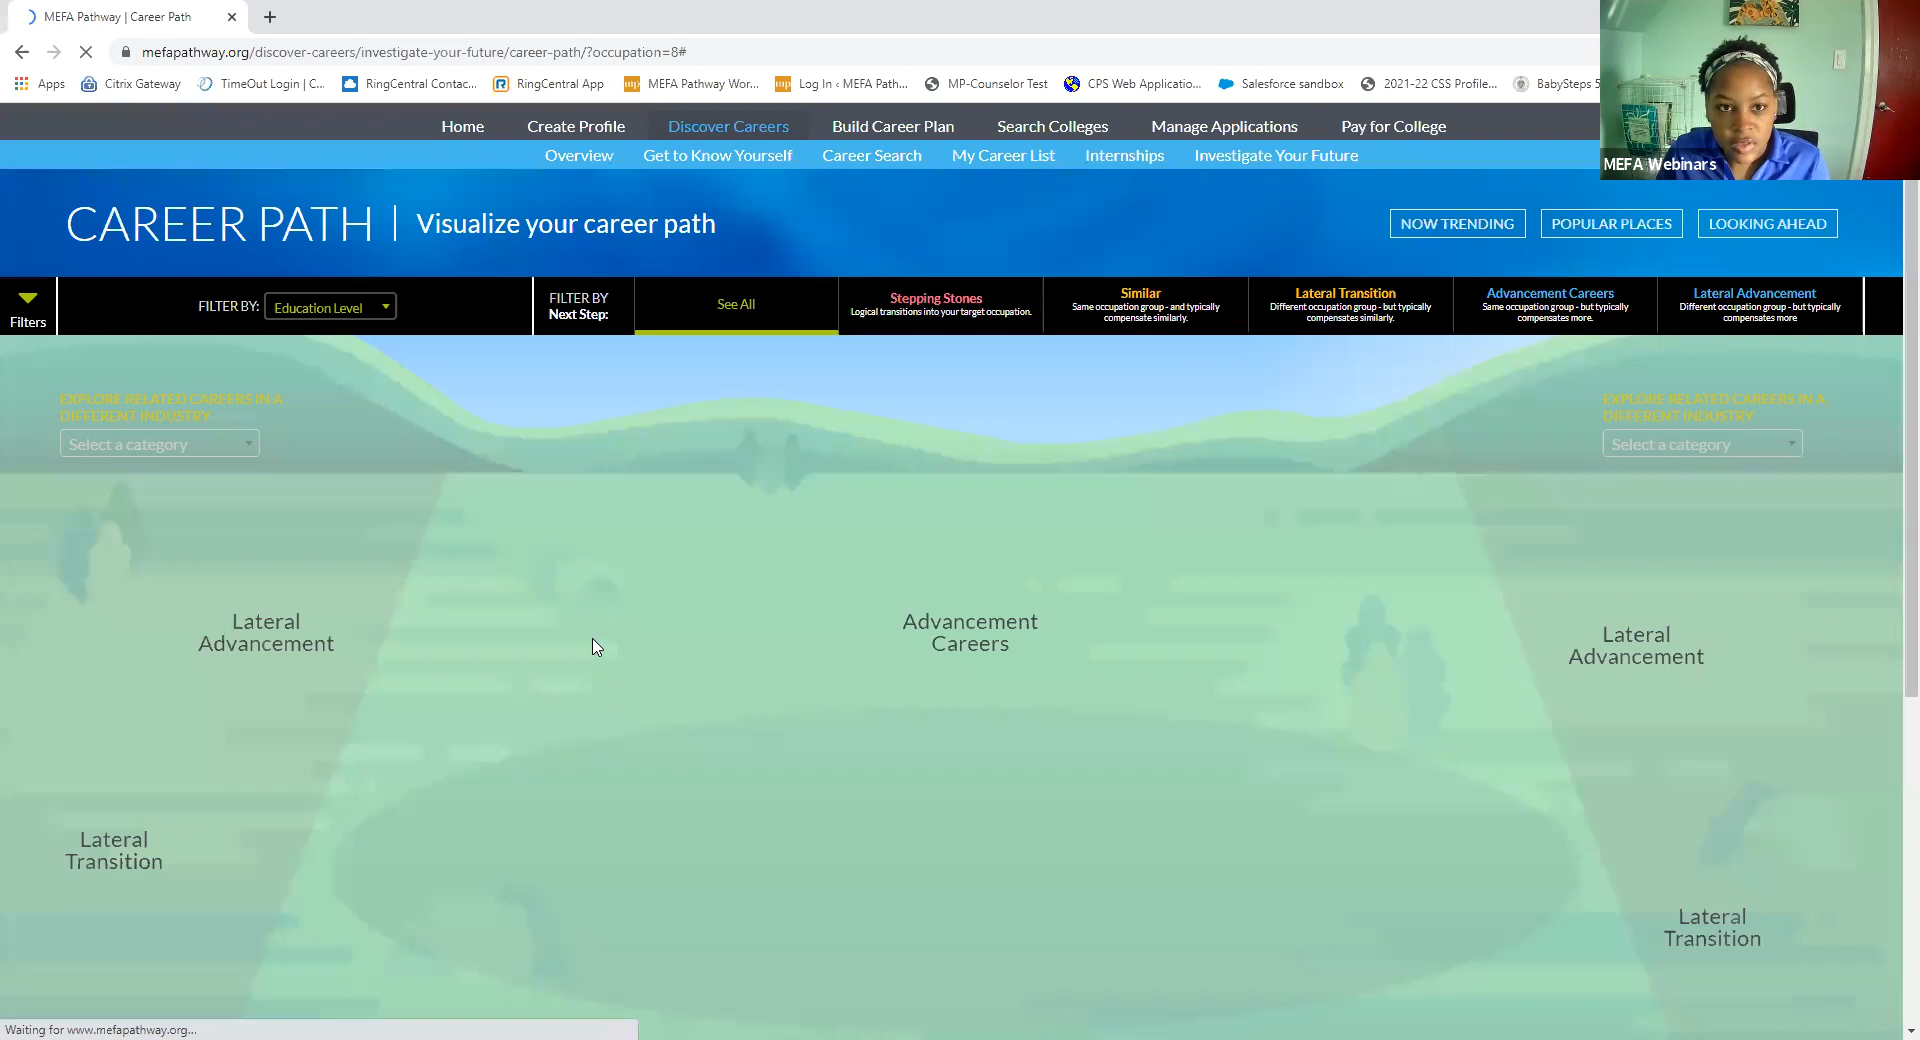 MEFA Pathway | Career Path
mefapathway.org/discover-careers/investigate-your-future/career-path/?occupation=8#
Apps Citrix Gateway TimeOut Login | C... RingCentral Contac... RingCentral App MEFA Pathway Wor... Log In ‹ MEFA Path... MP-Counselor Test CPS Web Applicatio... Salesforce sandbox 2021-22 CSS Profile... BabySteps 5
MEFA Webinars
Home Create Profile Discover Careers Build Career Plan Search Colleges Manage Applications Pay for College
Overview Get to Know Yourself Career Search My Career List Internships Investigate Your Future
CAREER PATH | Visualize your career path
NOW TRENDING POPULAR PLACES LOOKING AHEAD
Filters
FILTER BY: Education Level
FILTER BY
Next Step:
See All
Stepping Stones
Logical transitions into your target occupation.
Similar
Same occupation group - and typically
compensate similarly.
Lateral Transition
Different occupation group - but typically
compensates similarly.
Advancement Careers
Same occupation group - but typically
compensates more.
Lateral Advancement
Different occupation group - but typically
compensates more
EXPLORE RELATED CAREERS IN A
DIFFERENT INDUSTRY
Select a category
EXPLORE RELATED CAREERS IN A
DIFFERENT INDUSTRY
Select a category
Lateral
Advancement
Advancement
Careers
Lateral
Advancement
Lateral
Transition
Lateral
Transition
Waiting for www.mefapathway.org...